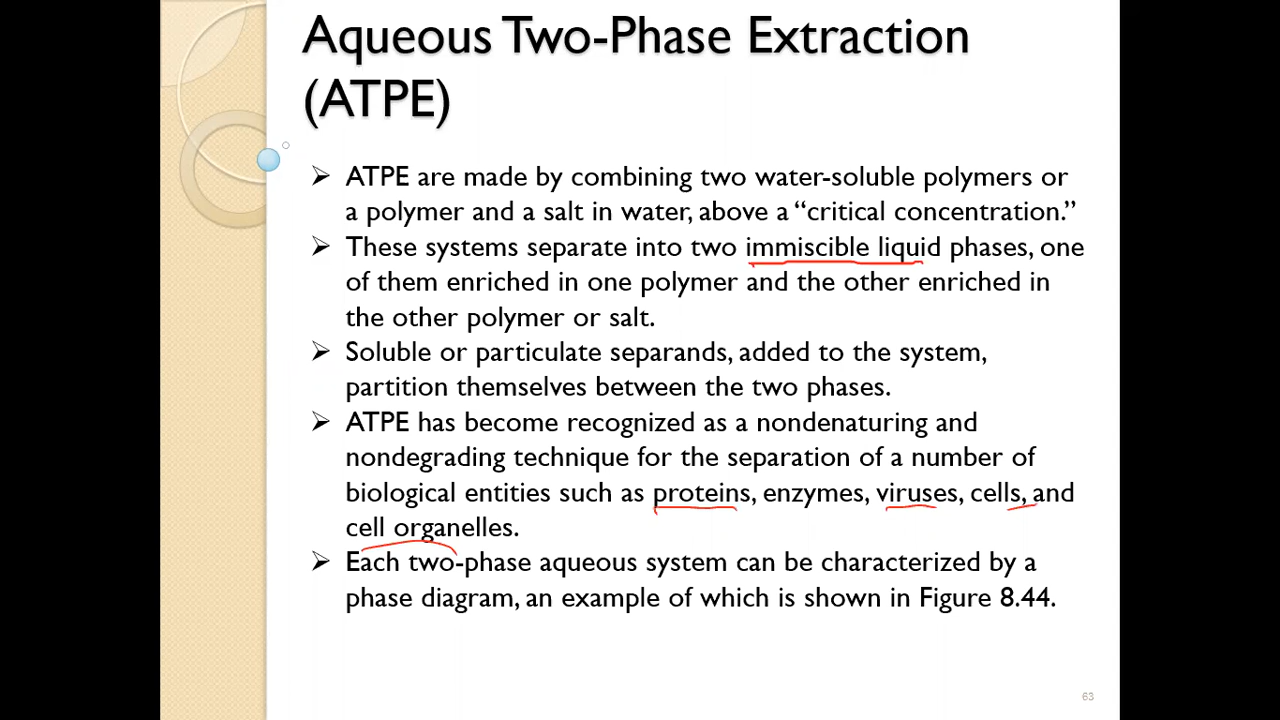 Aqueous Two-Phase Extraction
(ATPE)
➢ ATPE are made by combining two water-soluble polymers or
a polymer and a salt in water, above a “critical concentration.”
➢ These systems separate into two immiscible liquid phases, one
of them enriched in one polymer and the other enriched in
the other polymer or salt.
➢ Soluble or particulate separands, added to the system,
partition themselves between the two phases.
➢ ATPE has become recognized as a nondenaturing and
nondegrading technique for the separation of a number of
biological entities such as proteins, enzymes, viruses, cells, and
cell organelles.
➢ Each two-phase aqueous system can be characterized by a
phase diagram, an example of which is shown in Figure 8.44.
63